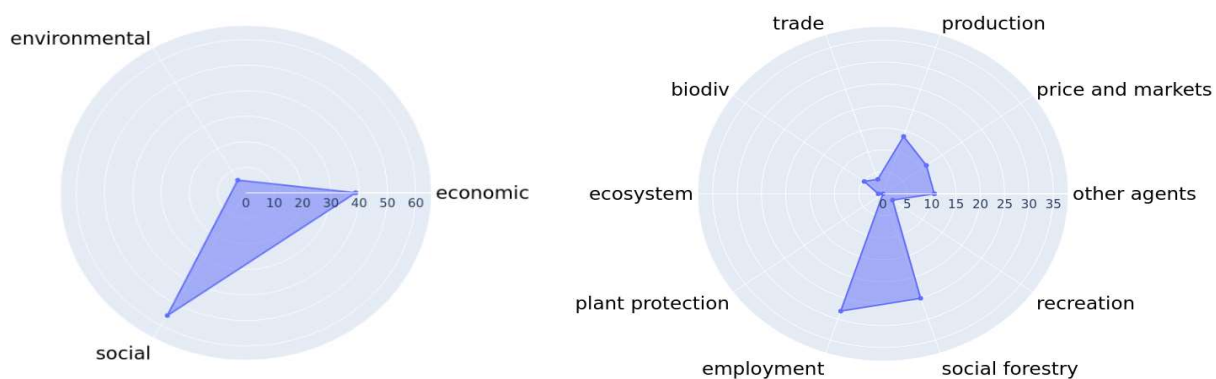 environmental
economic
social
0 10 20 30 40 50 60
trade
production
biodiv
price and markets
ecosystem
other agents
0 5 10 15 20 25 30 35
plant protection
recreation
employment
social forestry